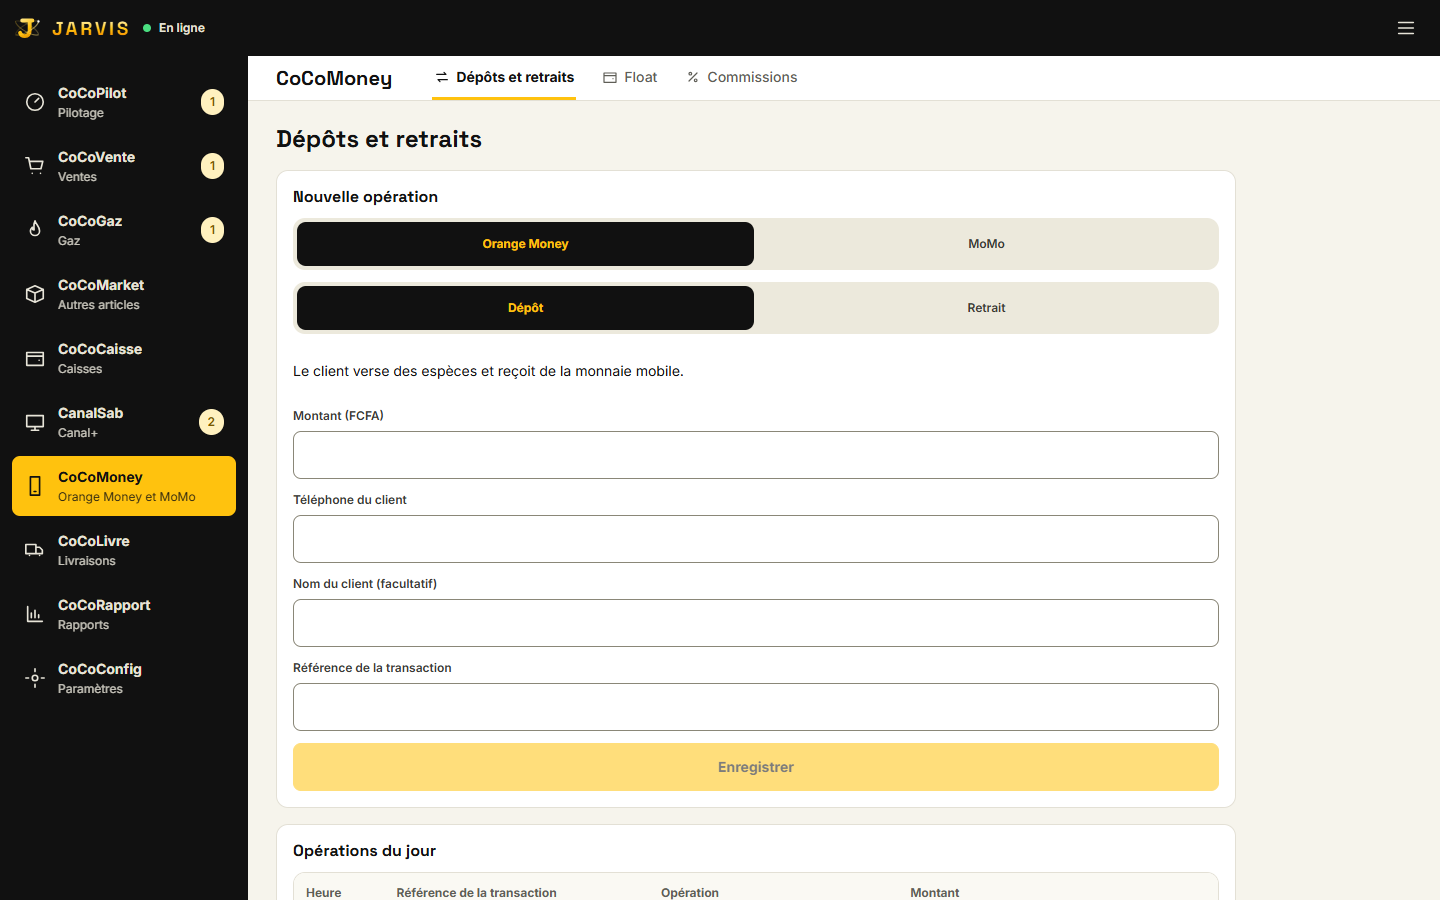 JARVIS
En ligne
CoCoPilot
Pilotage
1
CoCoVente
Ventes
1
CoCoGaz
Gaz
1
CoCoMarket
Autres articles
CoCoCaisse
Caisses
CanalSab
Canal+
2
CoCoMoney
Orange Money et MoMo
CoCoLivre
Livraisons
CoCoRapport
Rapports
CoCoConfig
Paramètres
CoCoMoney
Dépôts et retraits
Float
Commissions
Dépôts et retraits
Nouvelle opération
Orange Money
MoMo
Dépôt
Retrait
Le client verse des espèces et reçoit de la monnaie mobile.
Montant (FCFA)
Téléphone du client
Nom du client (facultatif)
Référence de la transaction
Enregistrer
Opérations du jour
Heure
Référence de la transaction
Opération
Montant